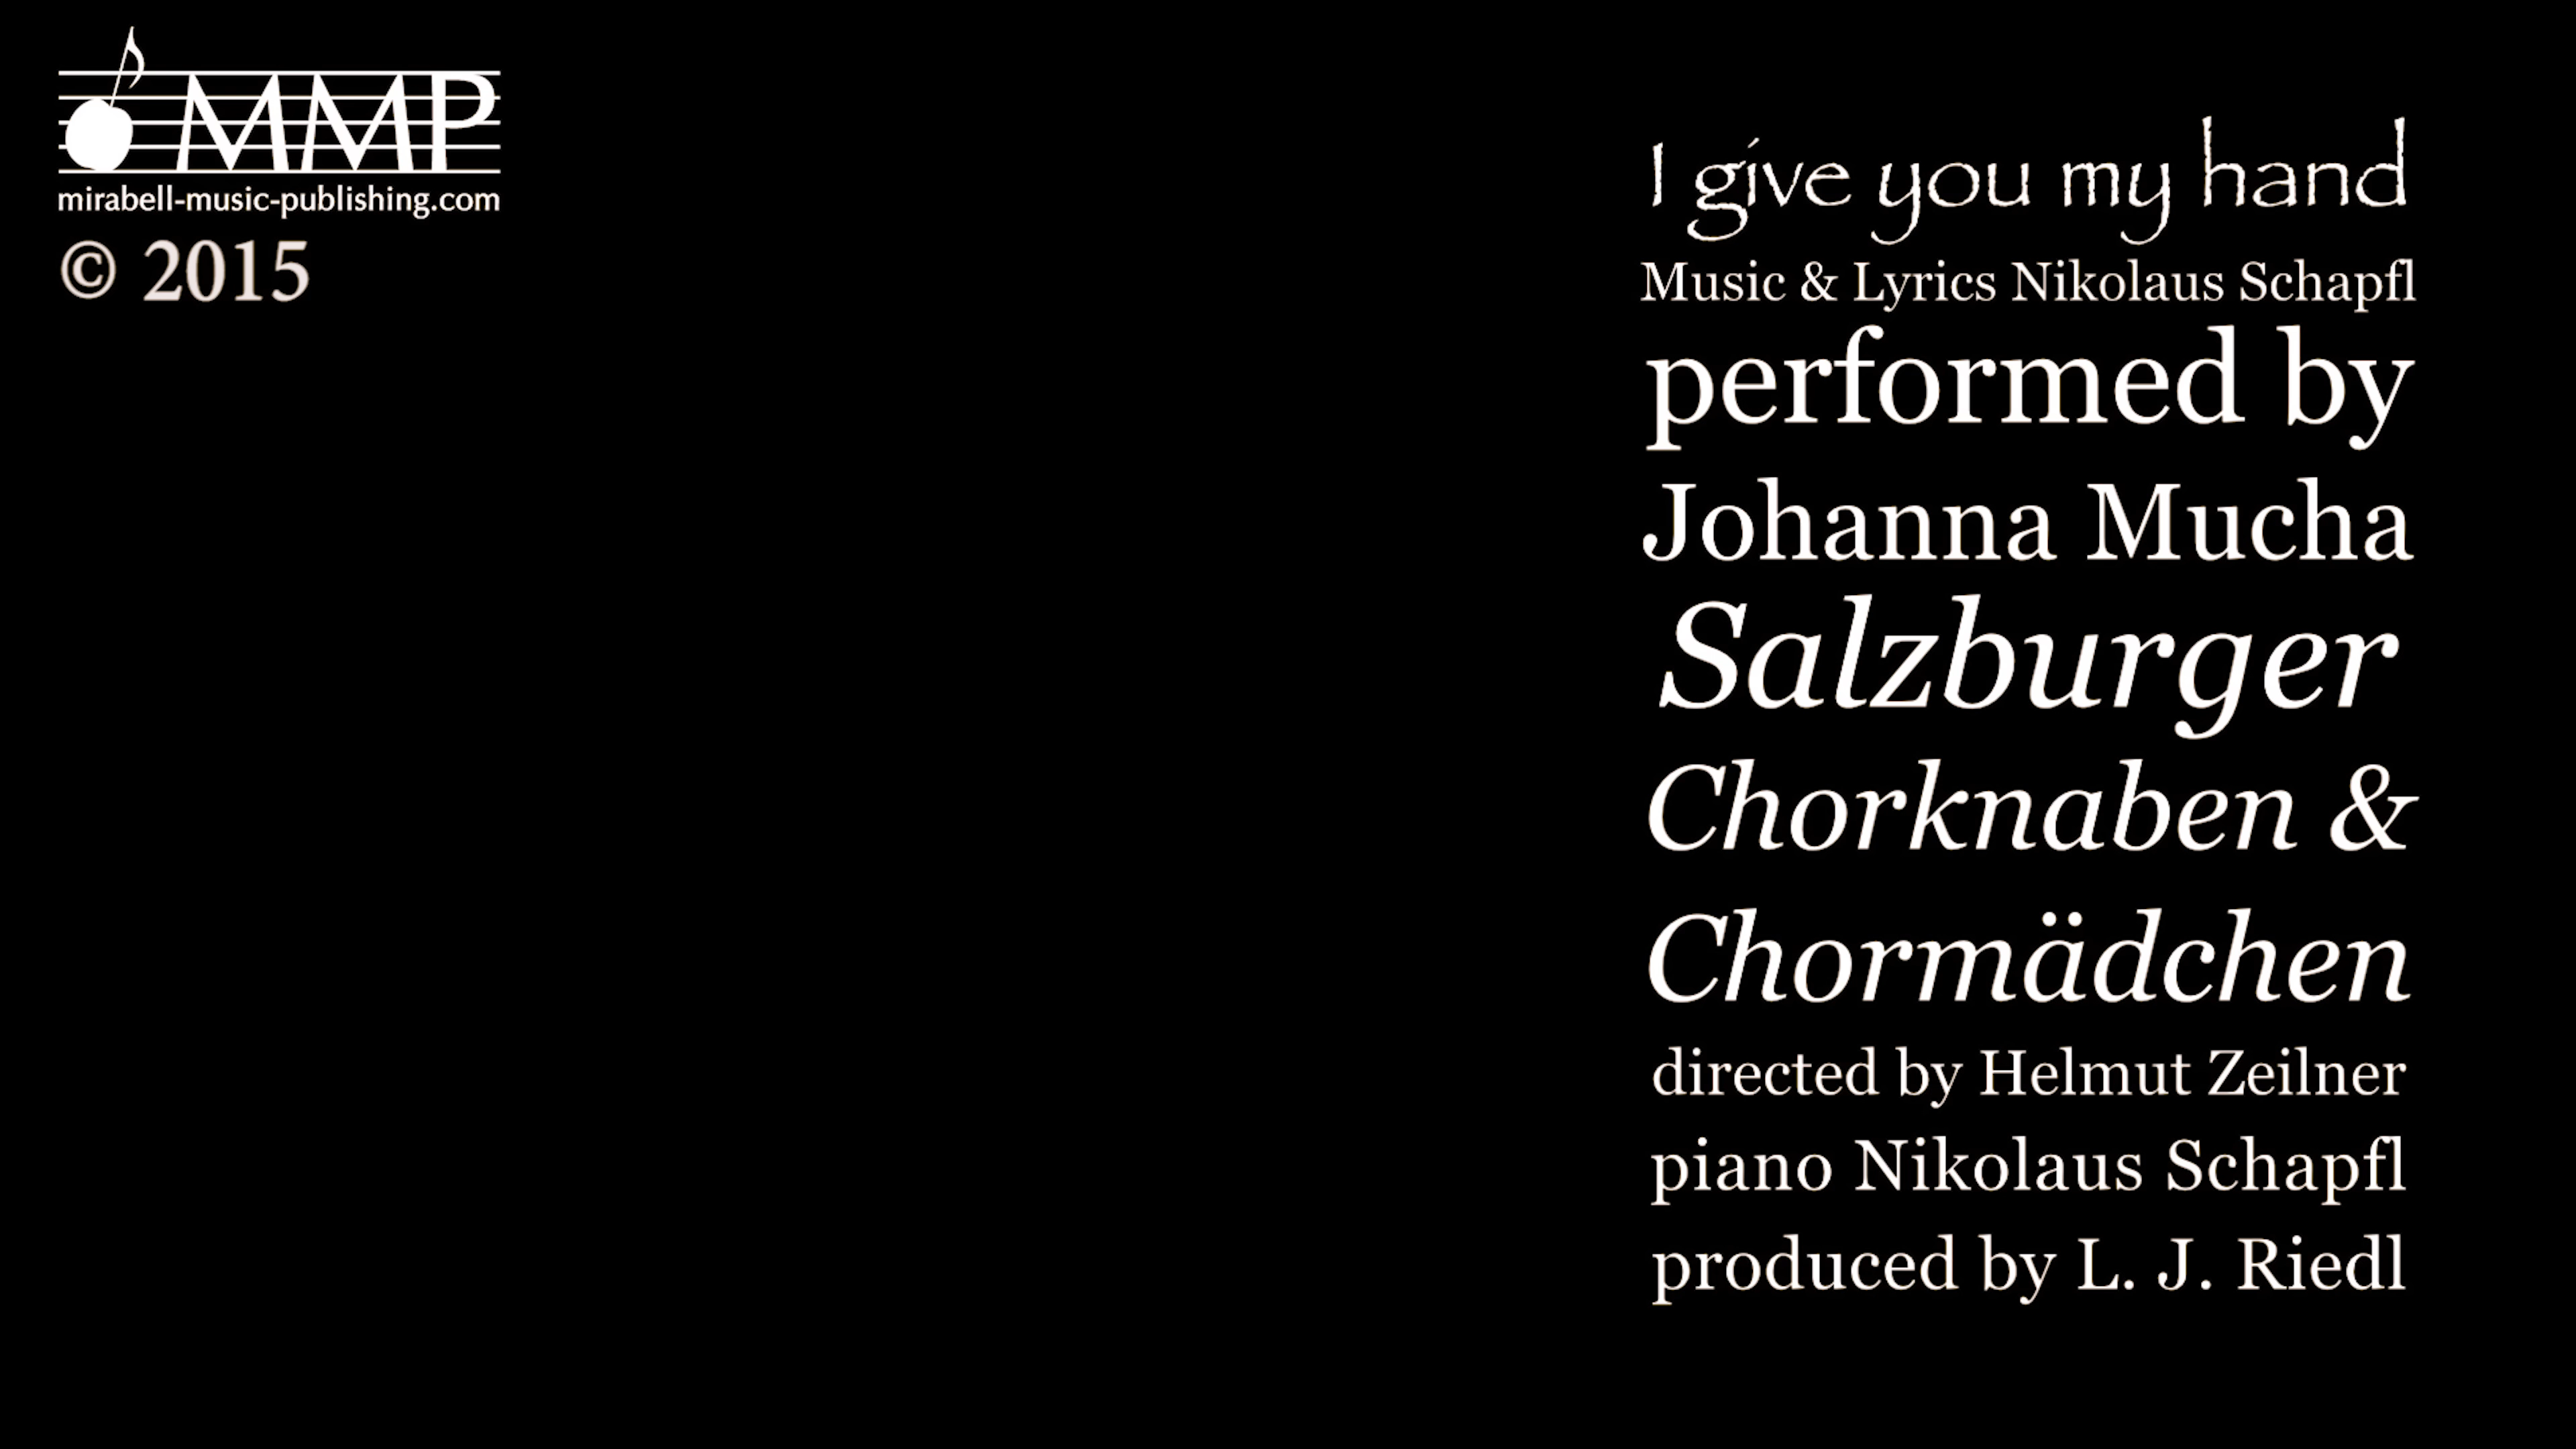 MMP
mirabell-music-publishing.com
© 2015
I give you my hand
Music & Lyrics Nikolaus Schapfl
performed by
Johanna Mucha
Salzburger
Chorknaben &
Chormädchen
directed by Helmut Zeilner
piano Nikolaus Schapfl
produced by L. J. Riedl